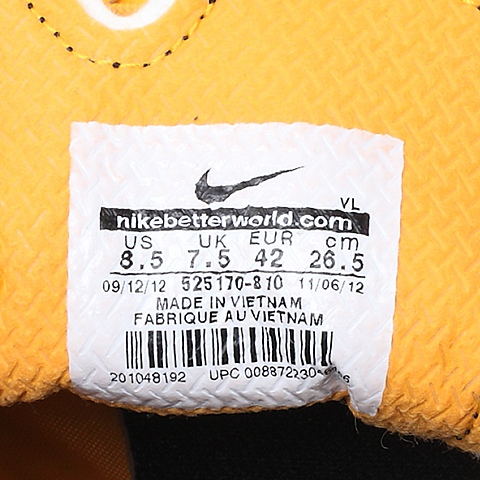 VL
nikebetterworld.com
US UK EUR cm
8.5 7.5 42 26.5
09/12/12 525170-810 11/06/12
MADE IN VIETNAM
FABRIQUE AU VIETNAM
201048192 UPC